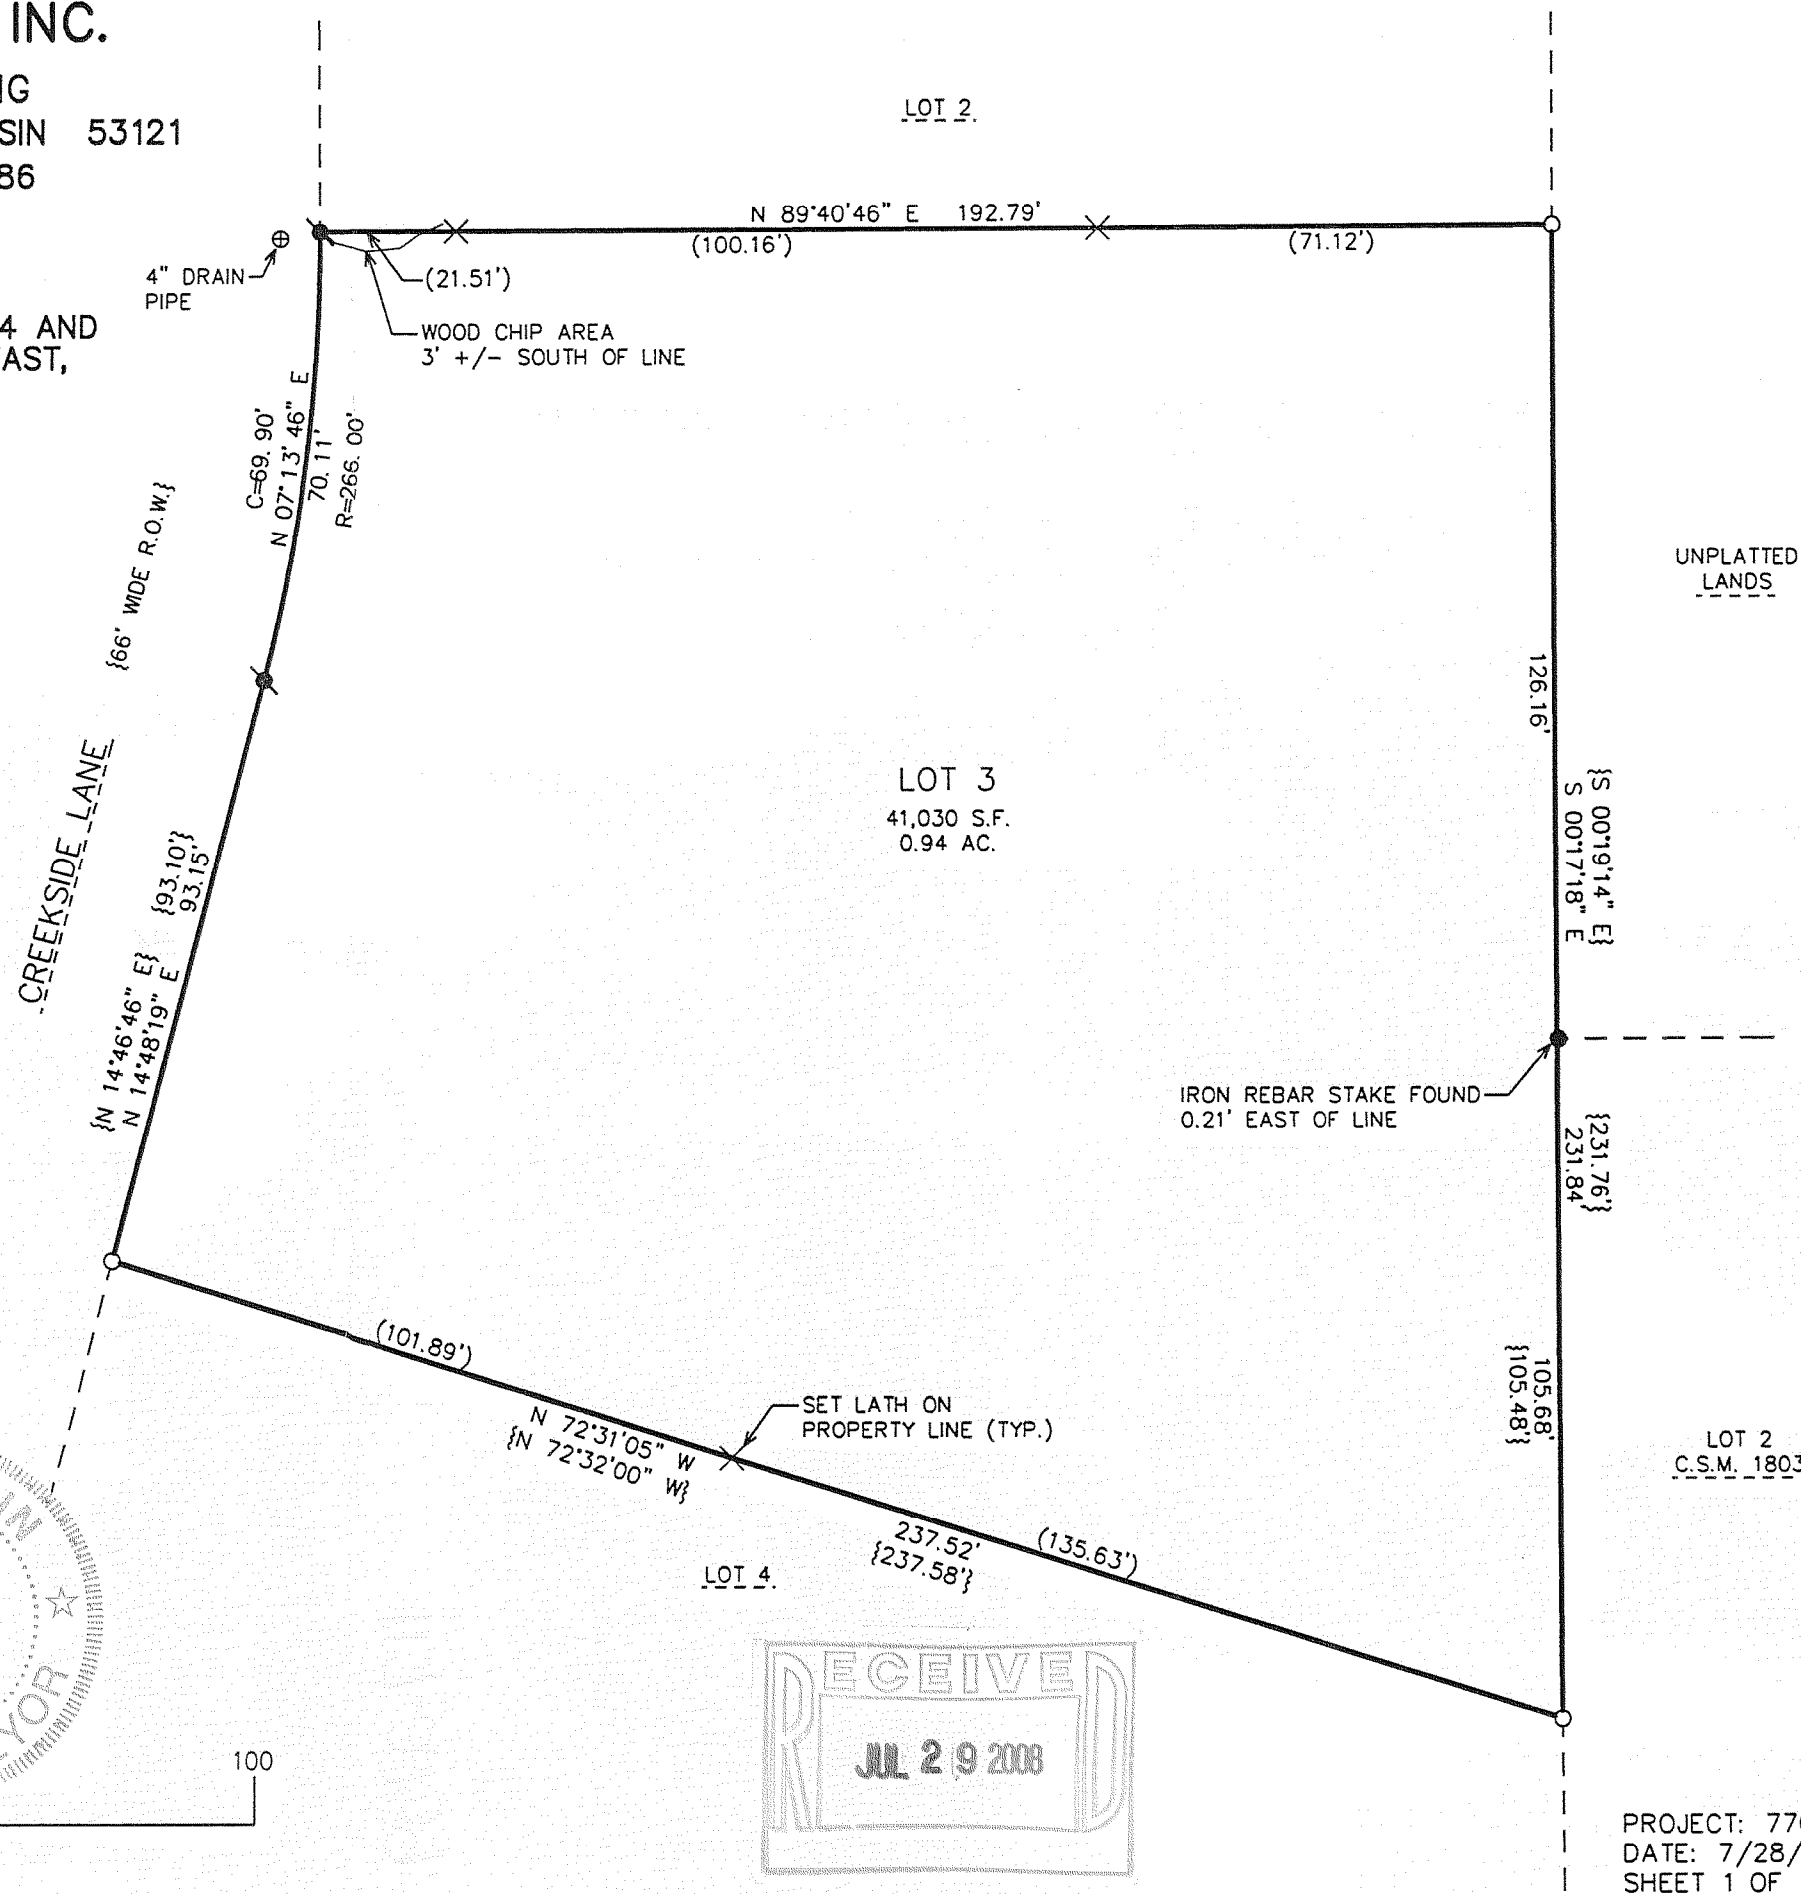 INC.
SIN 53121
86
4 AND
LOT 2
N 89°40'46" E 192.79'
(100.16')
(71.12')
4" DRAIN
PIPE
(21.51')
WOOD CHIP AREA
3' +/- SOUTH OF LINE
C=69.90'
N 07°13'46" E
70.11'
R=266.00'
{66' WIDE R.O.W.}
CREEKSIDE LANE
{93.10'}
93.15'
{N 14°46'46" E}
N 14°48'19" E
LOT 3
41,030 S.F.
0.94 AC.
UNPLATTED
LANDS
126.16'
{S 00°19'14" E}
S 00°17'18" E
IRON REBAR STAKE FOUND
0.21' EAST OF LINE
{231.76'}
231.84'
105.68'
{105.48'}
(101.89')
SET LATH ON
PROPERTY LINE (TYP.)
N 72°31'05" W
{N 72°32'00" W}
237.52'
{237.58'}
(135.63')
LOT 4
LOT 2
C.S.M. 1803
RECEIVED
JUL 29 2008
100
PROJECT: 77
DATE: 7/28/
SHEET 1 OF